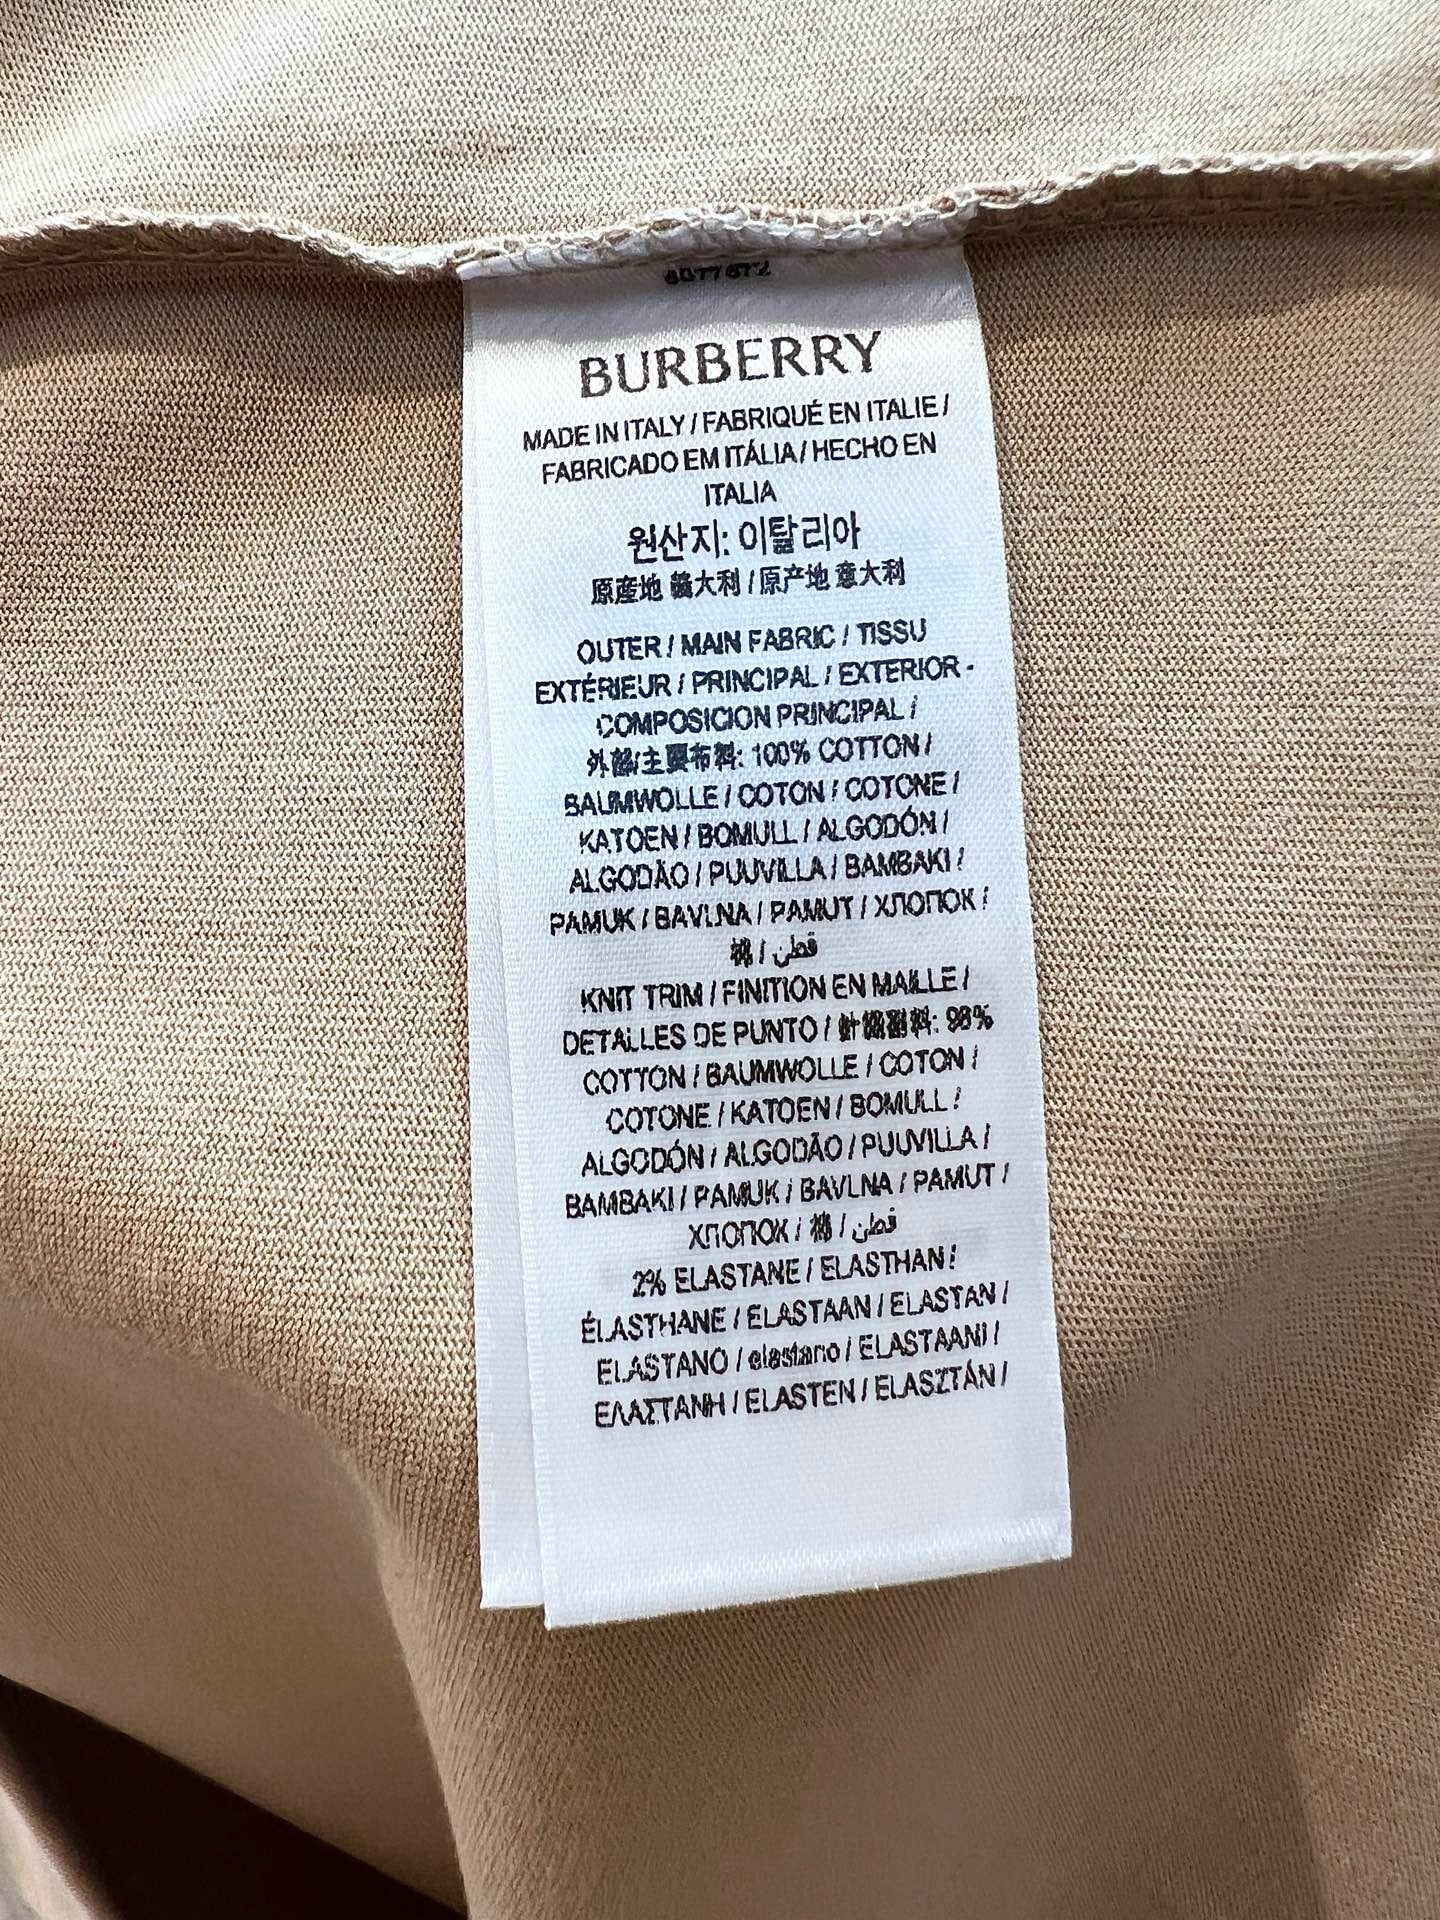 BURBERRY
MADE IN ITALY / FABRIQUÉ EN ITALIE /
FABRICADO EM ITÁLIA / HECHO EN
ITALIA
원산지: 이탈리아
原産地 義大利 / 原产地 意大利
OUTER / MAIN FABRIC / TISSU
EXTÉRIEUR / PRINCIPAL / EXTERIOR -
COMPOSICION PRINCIPAL /
外部/主要布料: 100% COTTON /
BAUMWOLLE / COTON / COTONE /
KATOEN / BOMULL / ALGODÓN /
ALGODÃO / PUUVILLA / BAMBAKI /
PAMUK / BAVLNA / PAMUT / ХЛОПОК /
棉 / قطن
KNIT TRIM / FINITION EN MAILLE /
DETALLES DE PUNTO / 98%
COTTON / BAUMWOLLE / COTON /
COTONE / KATOEN / BOMULL /
ALGODÓN / ALGODÃO / PUUVILLA /
BAMBAKI / PAMUK / BAVLNA / PAMUT /
ХЛОПОК / 棉 / قطن
2% ELASTANE / ELASTHAN /
ÉLASTHANE / ELASTAAN / ELASTAN /
ELASTANO / elastano / ELASTAANI /
ΕΛΑΣΤΑΝΗ / ELASTEN / ELASZTÁN /